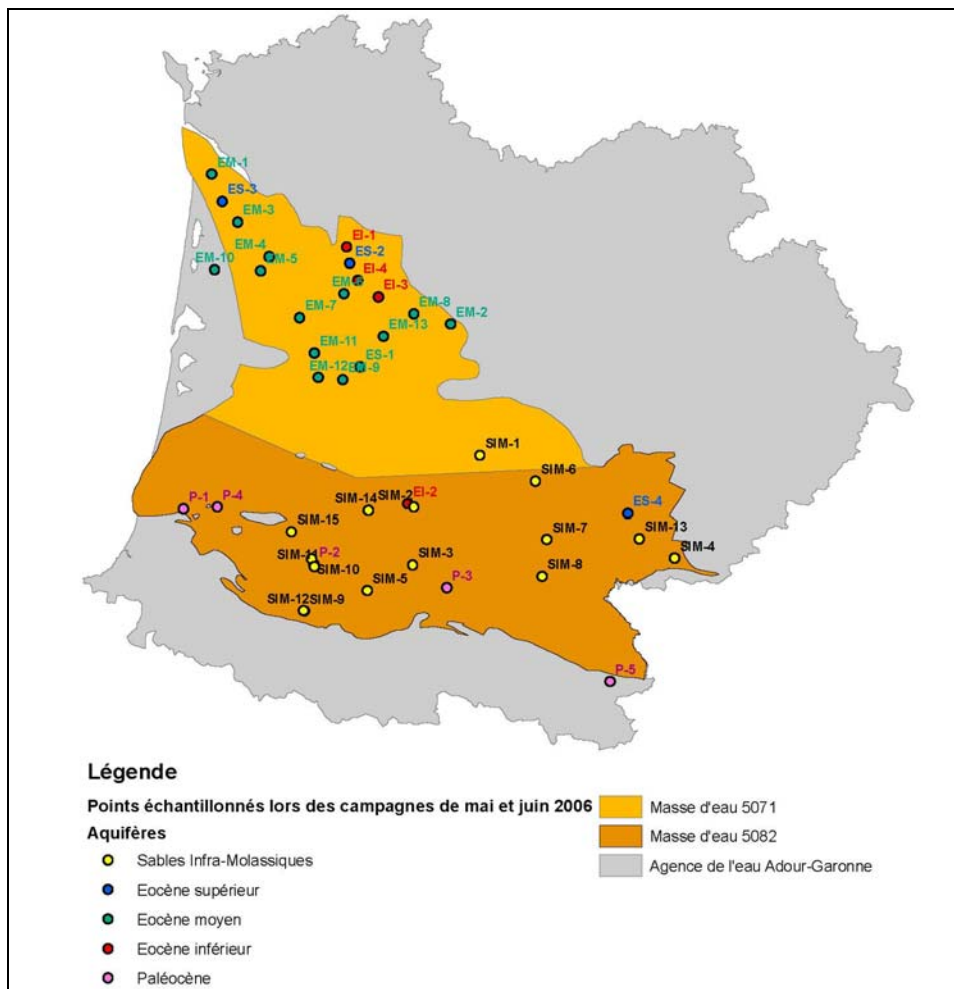 EM-1
ES-3
EM-3
EI-1
EM-4
ES-2
EM-10
EM-5
EI-4
EI-3
EM-7
EM-8
EM-2
EM-13
EM-11
ES-1
EM-12
EM-9
SIM-1
SIM-6
P-1
P-4
SIM-14
SIM-2
EI-2
ES-4
SIM-15
SIM-7
SIM-13
SIM-11
P-2
SIM-3
SIM-4
SIM-10
SIM-8
SIM-5
P-3
SIM-12
SIM-9
P-5
Légende
Points échantillonnés lors des campagnes de mai et juin 2006
Aquifères
Sables Infra-Molassiques
Eocène supérieur
Eocène moyen
Eocène inférieur
Paléocène
Masse d'eau 5071
Masse d'eau 5082
Agence de l'eau Adour-Garonne